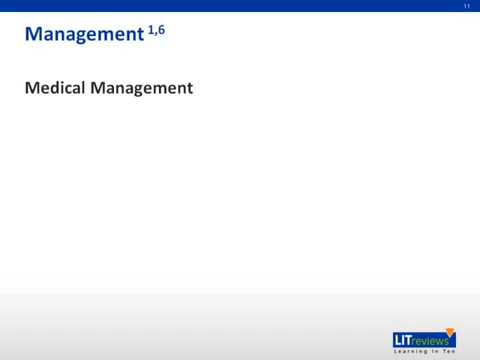 11
Management 1,6
Medical Management
LITreviews
Learning In Ten